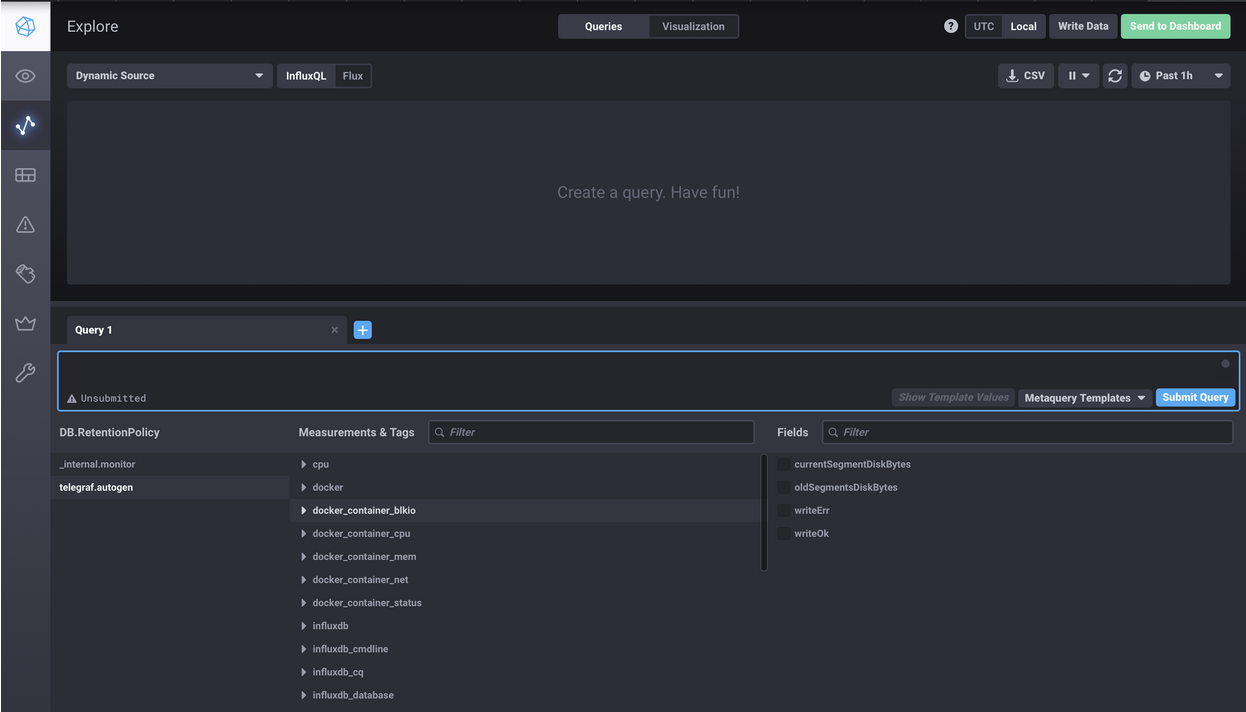 Explore
Queries Visualization
? UTC Local Write Data Send to Dashboard
Dynamic Source InfluxQL Flux CSV Past 1h
Create a query. Have fun!
Query 1
Unsubmitted Show Template Values Metaquery Templates Submit Query
DB.RetentionPolicy Measurements & Tags Filter Fields Filter
_internal.monitor cpu currentSegmentDiskBytes
telegraf.autogen docker oldSegmentsDiskBytes
docker_container_blkio writeErr
docker_container_cpu writeOk
docker_container_mem
docker_container_net
docker_container_status
influxdb
influxdb_cmdline
influxdb_cq
influxdb_database